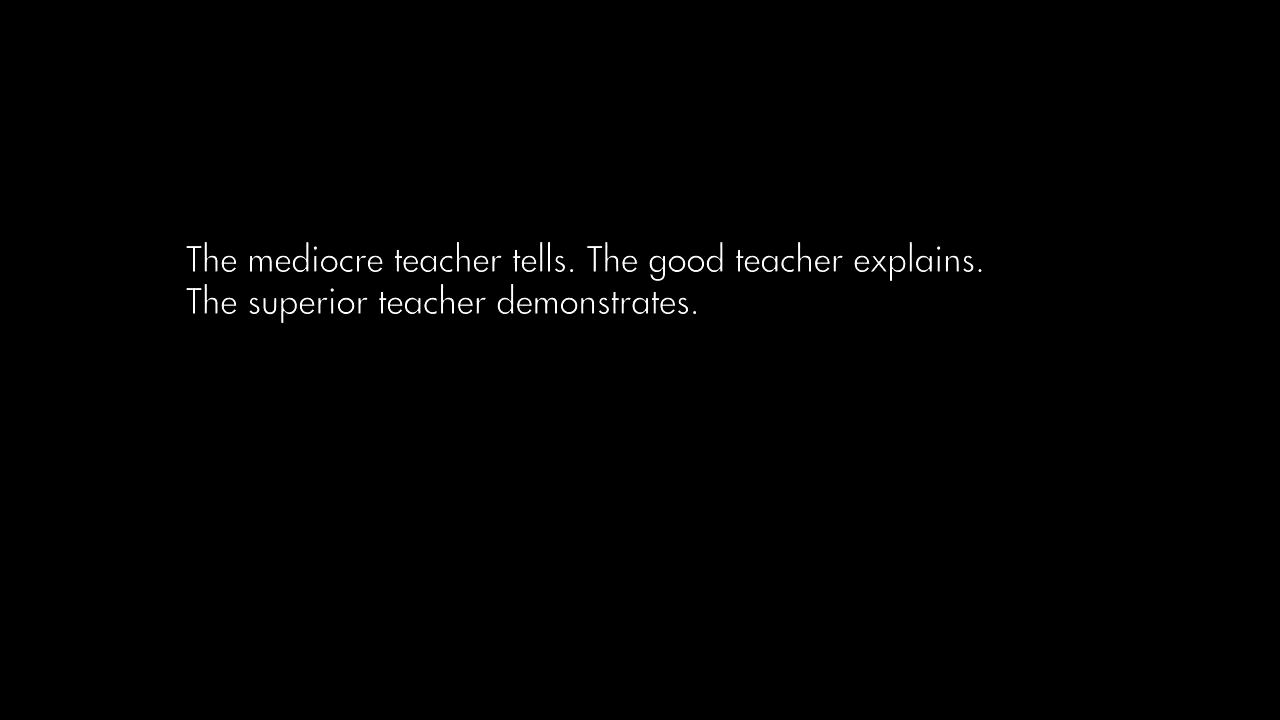 The mediocre teacher tells. The good teacher explains.
The superior teacher demonstrates.